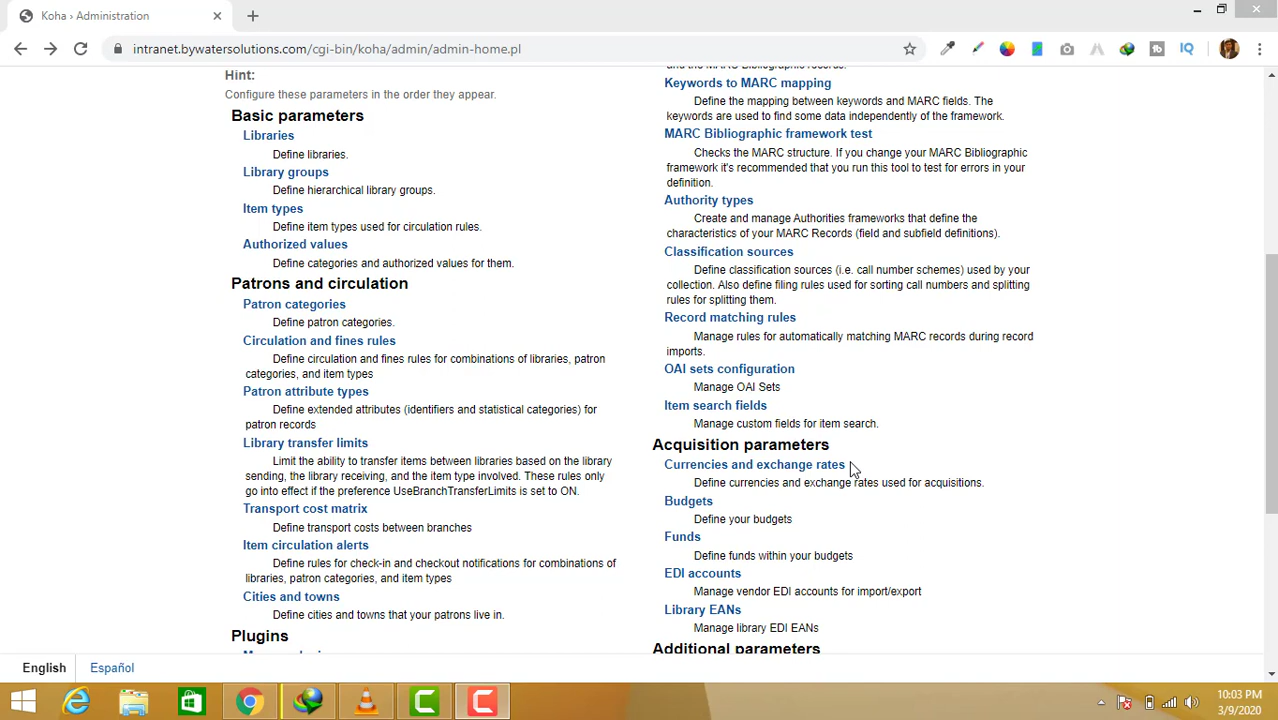 Koha › Administration
intranet.bywatersolutions.com/cgi-bin/koha/admin/admin-home.pl
Hint:
Configure these parameters in the order they appear.
Basic parameters
Libraries
Define libraries.
Library groups
Define hierarchical library groups.
Item types
Define item types used for circulation rules.
Authorized values
Define categories and authorized values for them.
Patrons and circulation
Patron categories
Define patron categories.
Circulation and fines rules
Define circulation and fines rules for combinations of libraries, patron
categories, and item types
Patron attribute types
Define extended attributes (identifiers and statistical categories) for
patron records
Library transfer limits
Limit the ability to transfer items between libraries based on the library
sending, the library receiving, and the item type involved. These rules only
go into effect if the preference UseBranchTransferLimits is set to ON.
Transport cost matrix
Define transport costs between branches
Item circulation alerts
Define rules for check-in and checkout notifications for combinations of
libraries, patron categories, and item types
Cities and towns
Define cities and towns that your patrons live in.
Plugins
and the MARC Bibliographic records.
Keywords to MARC mapping
Define the mapping between keywords and MARC fields. The
keywords are used to find some data independently of the framework.
MARC Bibliographic framework test
Checks the MARC structure. If you change your MARC Bibliographic
framework it's recommended that you run this tool to test for errors in your
definition.
Authority types
Create and manage Authorities frameworks that define the
characteristics of your MARC Records (field and subfield definitions).
Classification sources
Define classification sources (i.e. call number schemes) used by your
collection. Also define filing rules used for sorting call numbers and splitting
rules for splitting them.
Record matching rules
Manage rules for automatically matching MARC records during record
imports.
OAI sets configuration
Manage OAI Sets
Item search fields
Manage custom fields for item search.
Acquisition parameters
Currencies and exchange rates
Define currencies and exchange rates used for acquisitions.
Budgets
Define your budgets
Funds
Define funds within your budgets
EDI accounts
Manage vendor EDI accounts for import/export
Library EANs
Manage library EDI EANs
Additional parameters
English
Español
IQ
10:03 PM
3/9/2020